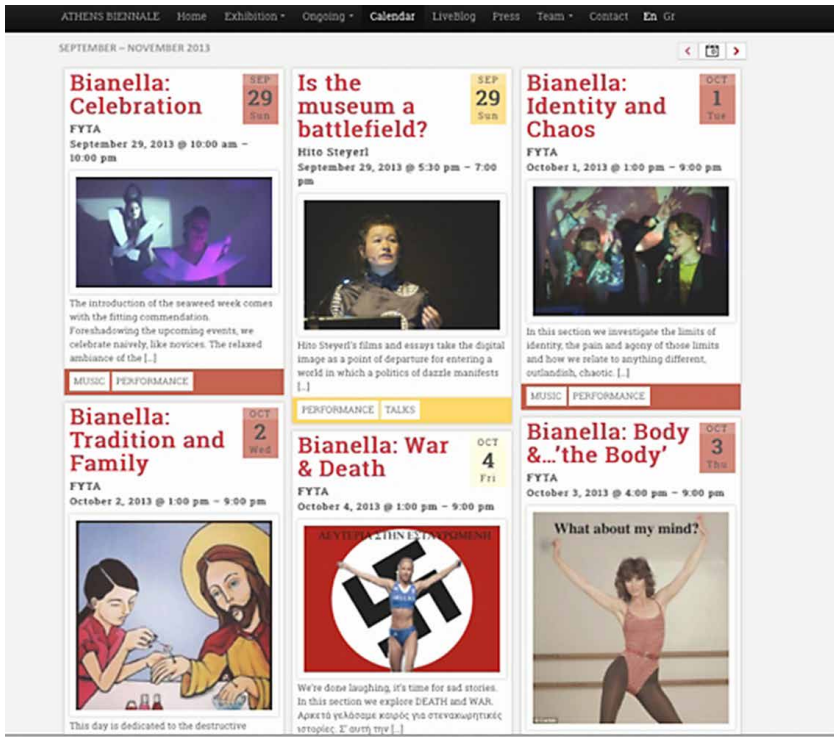 ATHENS BIENNALE Home Exhibition Ongoing Calendar LiveBlog Press Team Contact En Gr
SEPTEMBER – NOVEMBER 2013
Bianella:
Celebration
SEP
29
Sun
FYTA
September 29, 2013 @ 10:00 am –
10:00 pm
The introduction of the seaweed week comes
with the fitting commendation.
Foreshadowing the upcoming events, we
celebrate naively, like novices. The relaxed
ambiance of the [...]
MUSIC PERFORMANCE
Is the
museum a
battlefield?
SEP
29
Sun
Hito Steyerl
September 29, 2013 @ 5:30 pm – 7:00
pm
Hito Steyerl's films and essays take the digital
image as a point of departure for entering a
world in which a politics of dazzle manifests
[...]
PERFORMANCE TALKS
Bianella:
Identity and
Chaos
OCT
1
Tue
FYTA
October 1, 2013 @ 1:00 pm – 9:00 pm
In this section we investigate the limits of
identity, the pain and agony of those limits
and how we relate to anything different,
outlandish, chaotic. [...]
MUSIC PERFORMANCE
Bianella:
Tradition and
Family
OCT
2
Wed
FYTA
October 2, 2013 @ 1:00 pm – 9:00 pm
This day is dedicated to the destructive
Bianella: War
& Death
OCT
4
Fri
FYTA
October 4, 2013 @ 1:00 pm – 9:00 pm
ΛΕΥΤΕΡΙΑ ΣΤΗΝ ΕΣΤΑΥΡΩΜΕΝΗ
HELLAS
We're done laughing, it's time for sad stories.
In this section we explore DEATH and WAR.
Αρκετά γελάσαμε καιρός για στεναχωρητικές
ιστορίες. Σ' αυτή την [...]
Bianella: Body
&...'the Body'
OCT
3
Thu
FYTA
October 3, 2013 @ 4:00 pm – 9:00 pm
What about my mind?